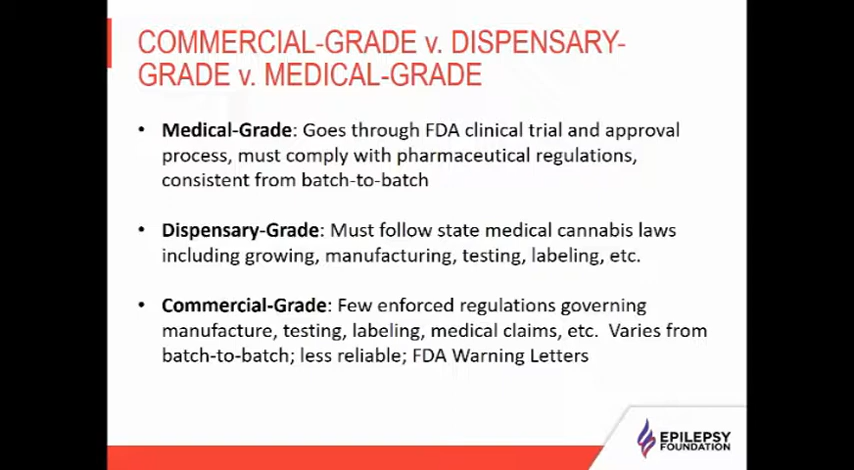 COMMERCIAL-GRADE v. DISPENSARY-
GRADE v. MEDICAL-GRADE
• Medical-Grade: Goes through FDA clinical trial and approval
process, must comply with pharmaceutical regulations,
consistent from batch-to-batch
• Dispensary-Grade: Must follow state medical cannabis laws
including growing, manufacturing, testing, labeling, etc.
• Commercial-Grade: Few enforced regulations governing
manufacture, testing, labeling, medical claims, etc. Varies from
batch-to-batch; less reliable; FDA Warning Letters
EPILEPSY
FOUNDATION